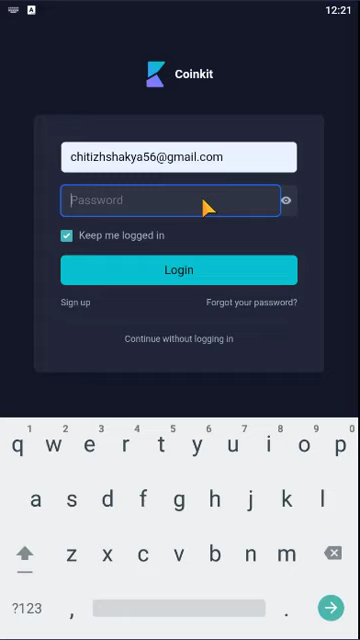 12:21
Coinkit
chitizhshakya56@gmail.com
Password
Keep me logged in
Login
Sign up Forgot your password?
Continue without logging in
1 2 3 4 5 6 7 8 9 0
q w e r t y u i o p
a s d f g h j k l
z x c v b n m
?123 , .